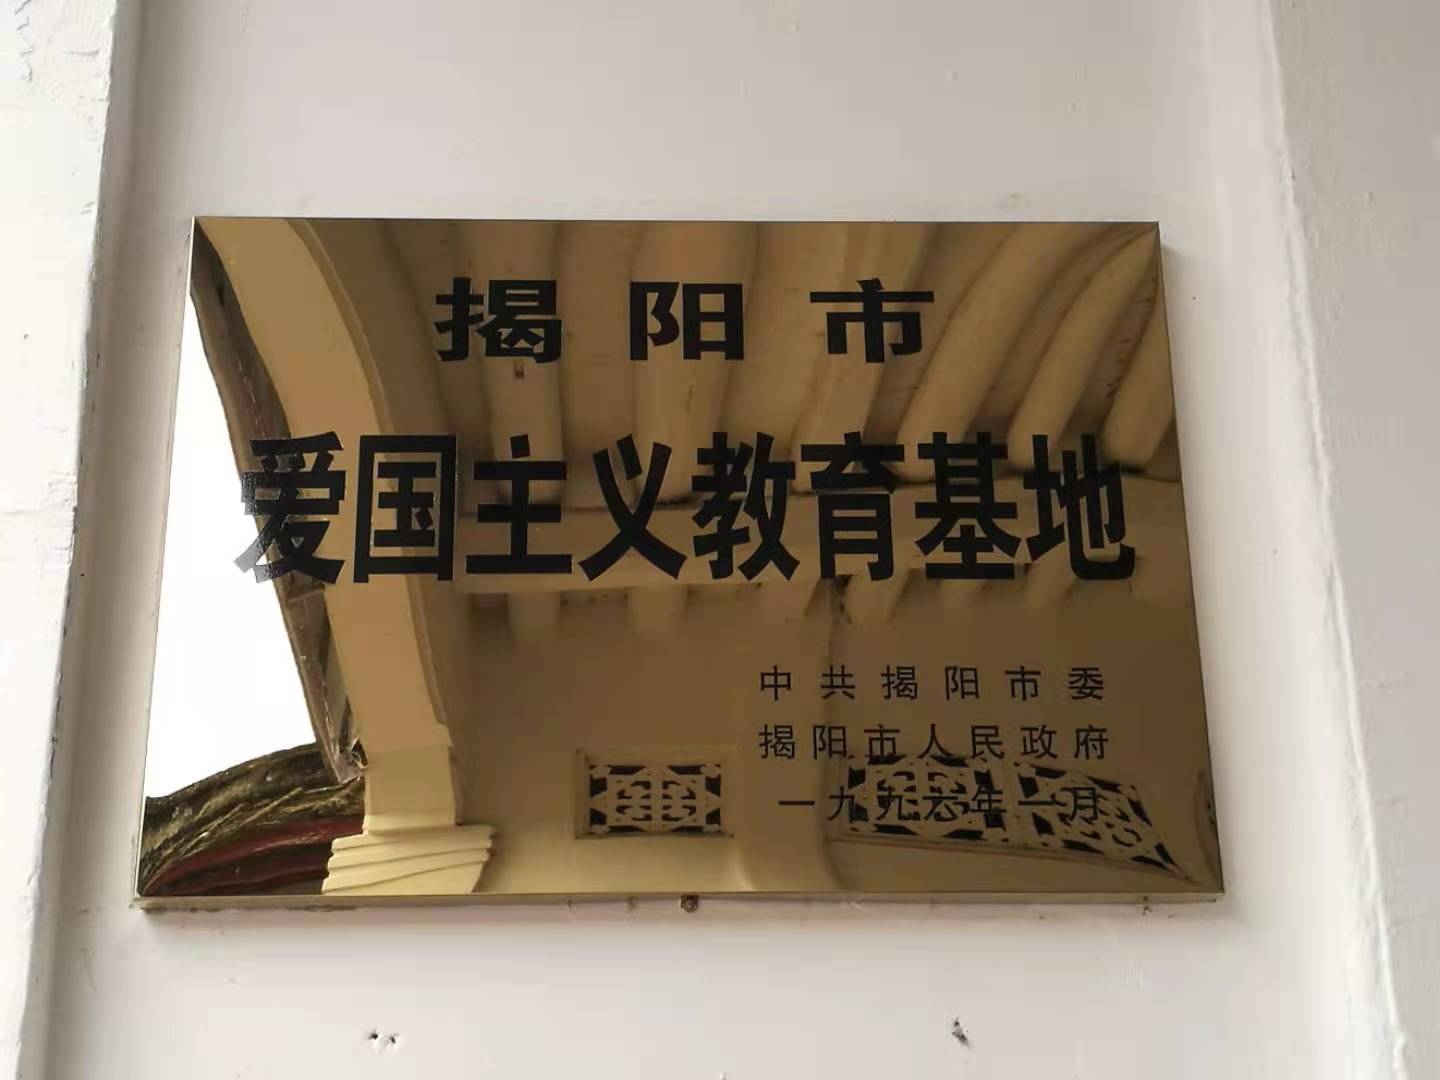 揭阳市
爱国主义教育基地
中共揭阳市委
揭阳市人民政府
一九九六年一月